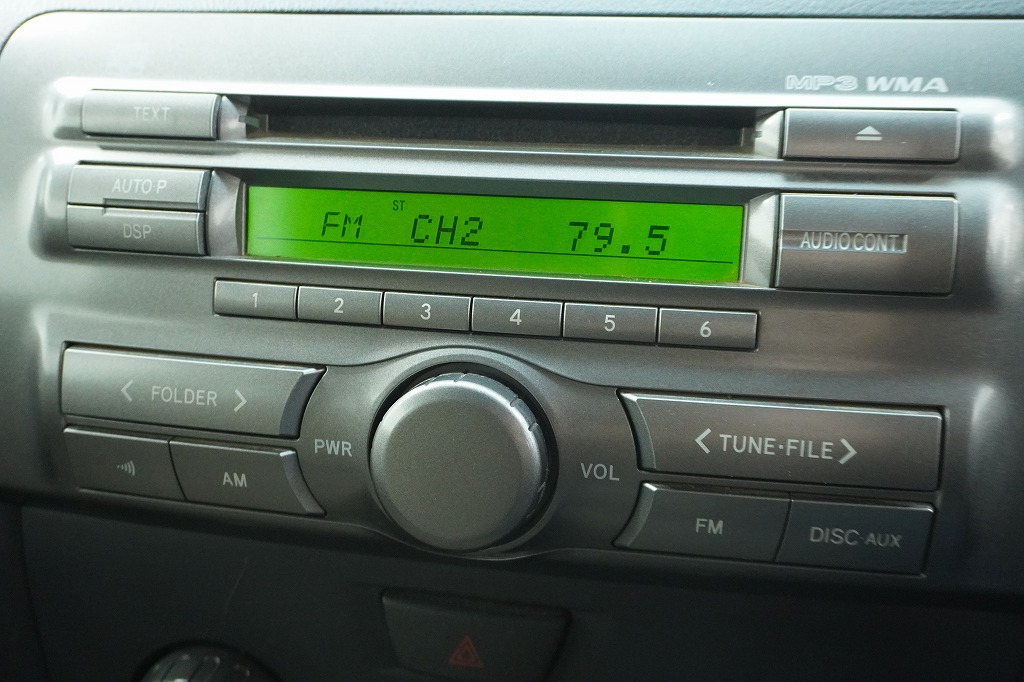 MP3 WMA
TEXT
AUTO P
DSP
ST
FM CH2 79.5
AUDIO CONT
1 2 3 4 5 6
< FOLDER >
PWR
VOL
< TUNE·FILE >
AM
FM
DISC·AUX